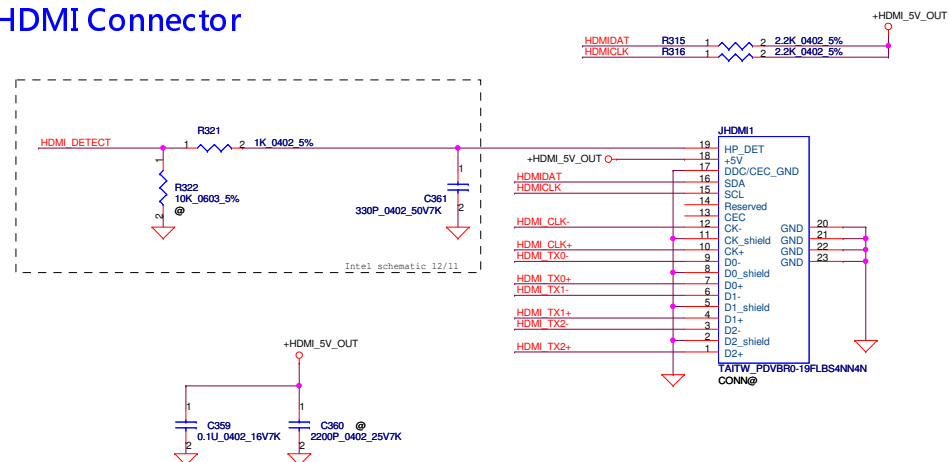 HDMI Connector
+HDMI_5V_OUT
HDMIDAT R315 1 2 2.2K_0402_5%
HDMICLK R316 1 2 2.2K_0402_5%
JHDMI1
HDMI_DETECT
R321
1 2 1K_0402_5%
1
R322
10K_0603_5%
@
2
1
C361
330P_0402_50V7K
2
Intel schematic 12/11
+HDMI_5V_OUT
HDMIDAT
HDMICLK
HDMI_CLK-
HDMI_CLK+
HDMI_TX0-
HDMI_TX0+
HDMI_TX1-
HDMI_TX1+
HDMI_TX2-
HDMI_TX2+
19 HP_DET
18 +5V
17 DDC/CEC_GND
16 SDA
15 SCL
14 Reserved
13 CEC
12 CK-
11 CK_shield
10 CK+
9 D0-
8 D0_shield
7 D0+
6 D1-
5 D1_shield
4 D1+
3 D2-
2 D2_shield
1 D2+
GND 20
GND 21
GND 22
GND 23
TAITW_PDVBR0-19FLBS4NN4N
CONN@
+HDMI_5V_OUT
1
C359
0.1U_0402_16V7K
2
1
C360 @
2200P_0402_25V7K
2